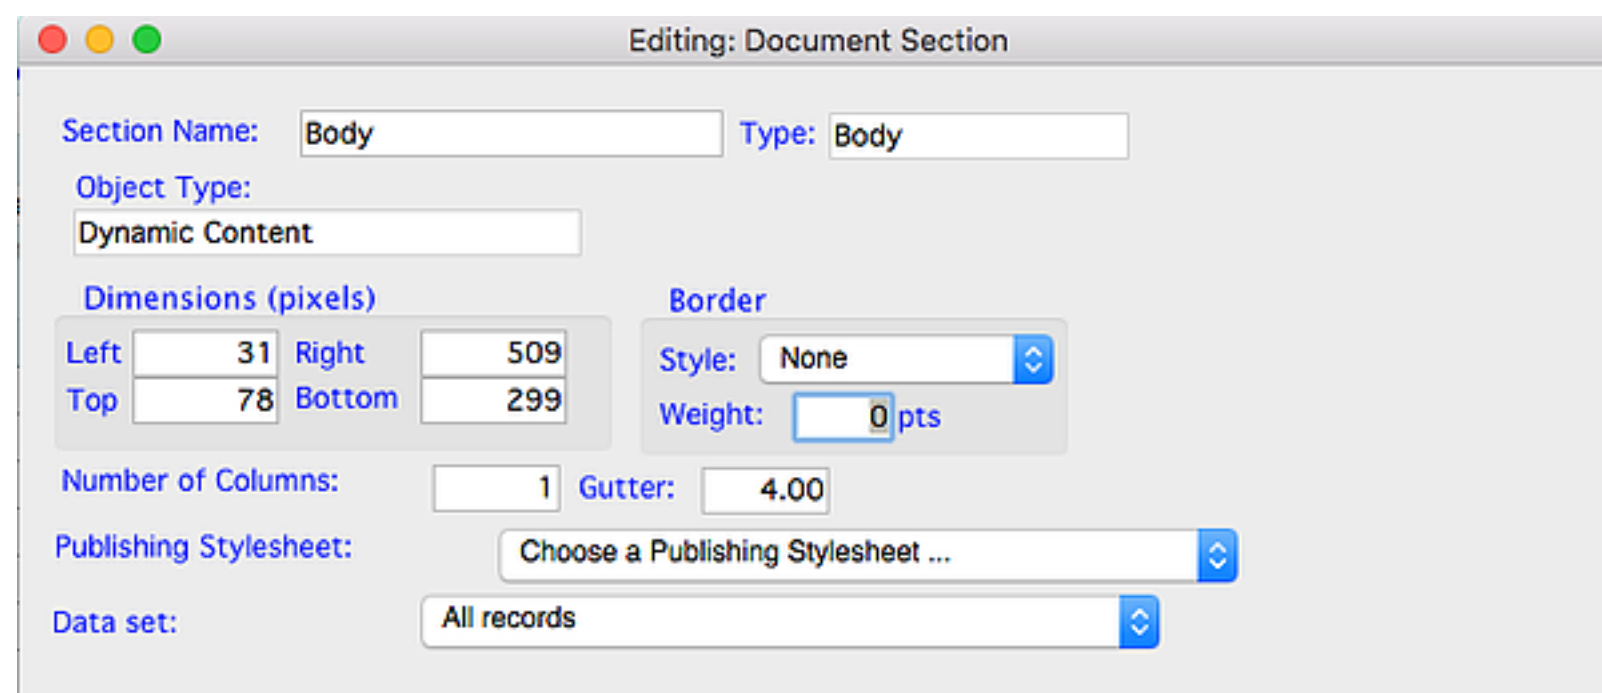 Editing: Document Section
Section Name: Body Type: Body
Object Type:
Dynamic Content
Dimensions (pixels) Border
Left 31 Right 509 Style: None
Top 78 Bottom 299 Weight: 0 pts
Number of Columns: 1 Gutter: 4.00
Publishing Stylesheet: Choose a Publishing Stylesheet ...
Data set: All records